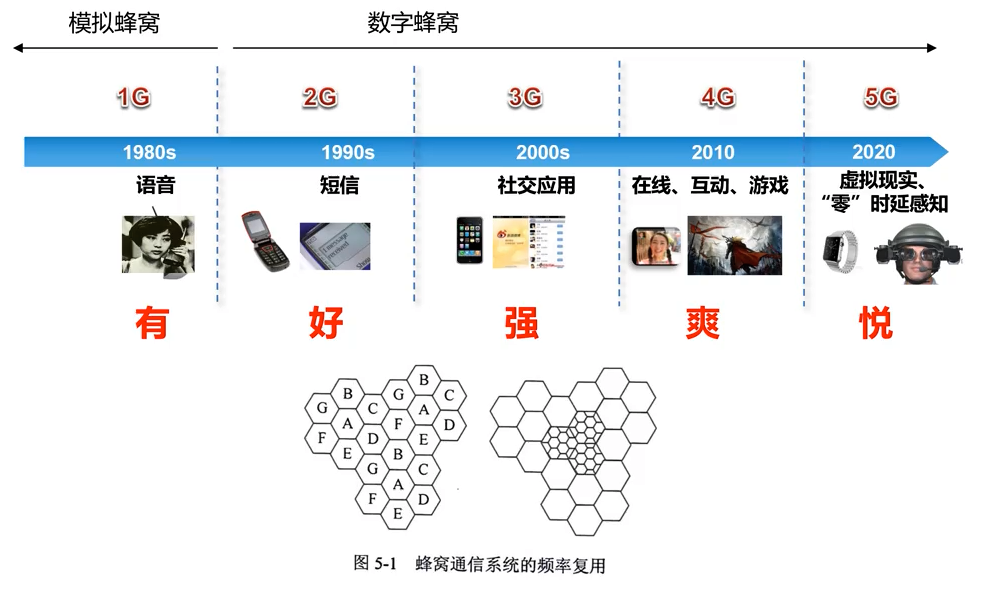 模拟蜂窝 数字蜂窝
1G 2G 3G 4G 5G
1980s 1990s 2000s 2010 2020
语音 短信 社交应用 在线、互动、游戏 虚拟现实、
“零”时延感知
1 message
received
有 好 强 爽 悦
B
B G C
G C A
A F D
F D E
E B C
G A
F D
E
图 5-1 蜂窝通信系统的频率复用